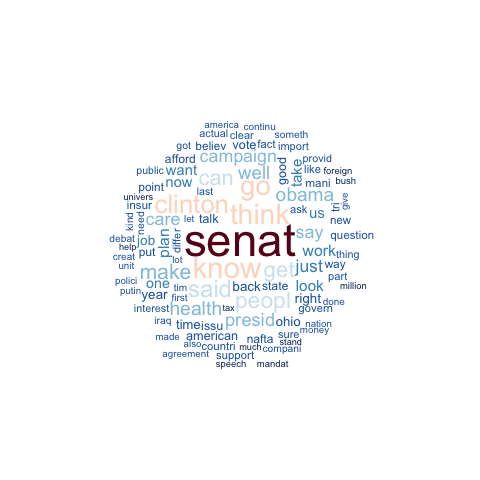 america continu
actual clear someth
got believ vote fact import
afford campaign good provid
public want can well take like foreign
point now go mani bush
univers last obama give
insur clinton think ask us tri
kind need care let talk new
debat job plan differ senat say question
help put work thing
creat lot know get just way
unit make back state part
polici one said peopl look million
putin year tim health right done
interest first tax presid ohio govern
iraq time issu nation
made american nafta sure money
also countri much stand
agreement support compani
speech mandat